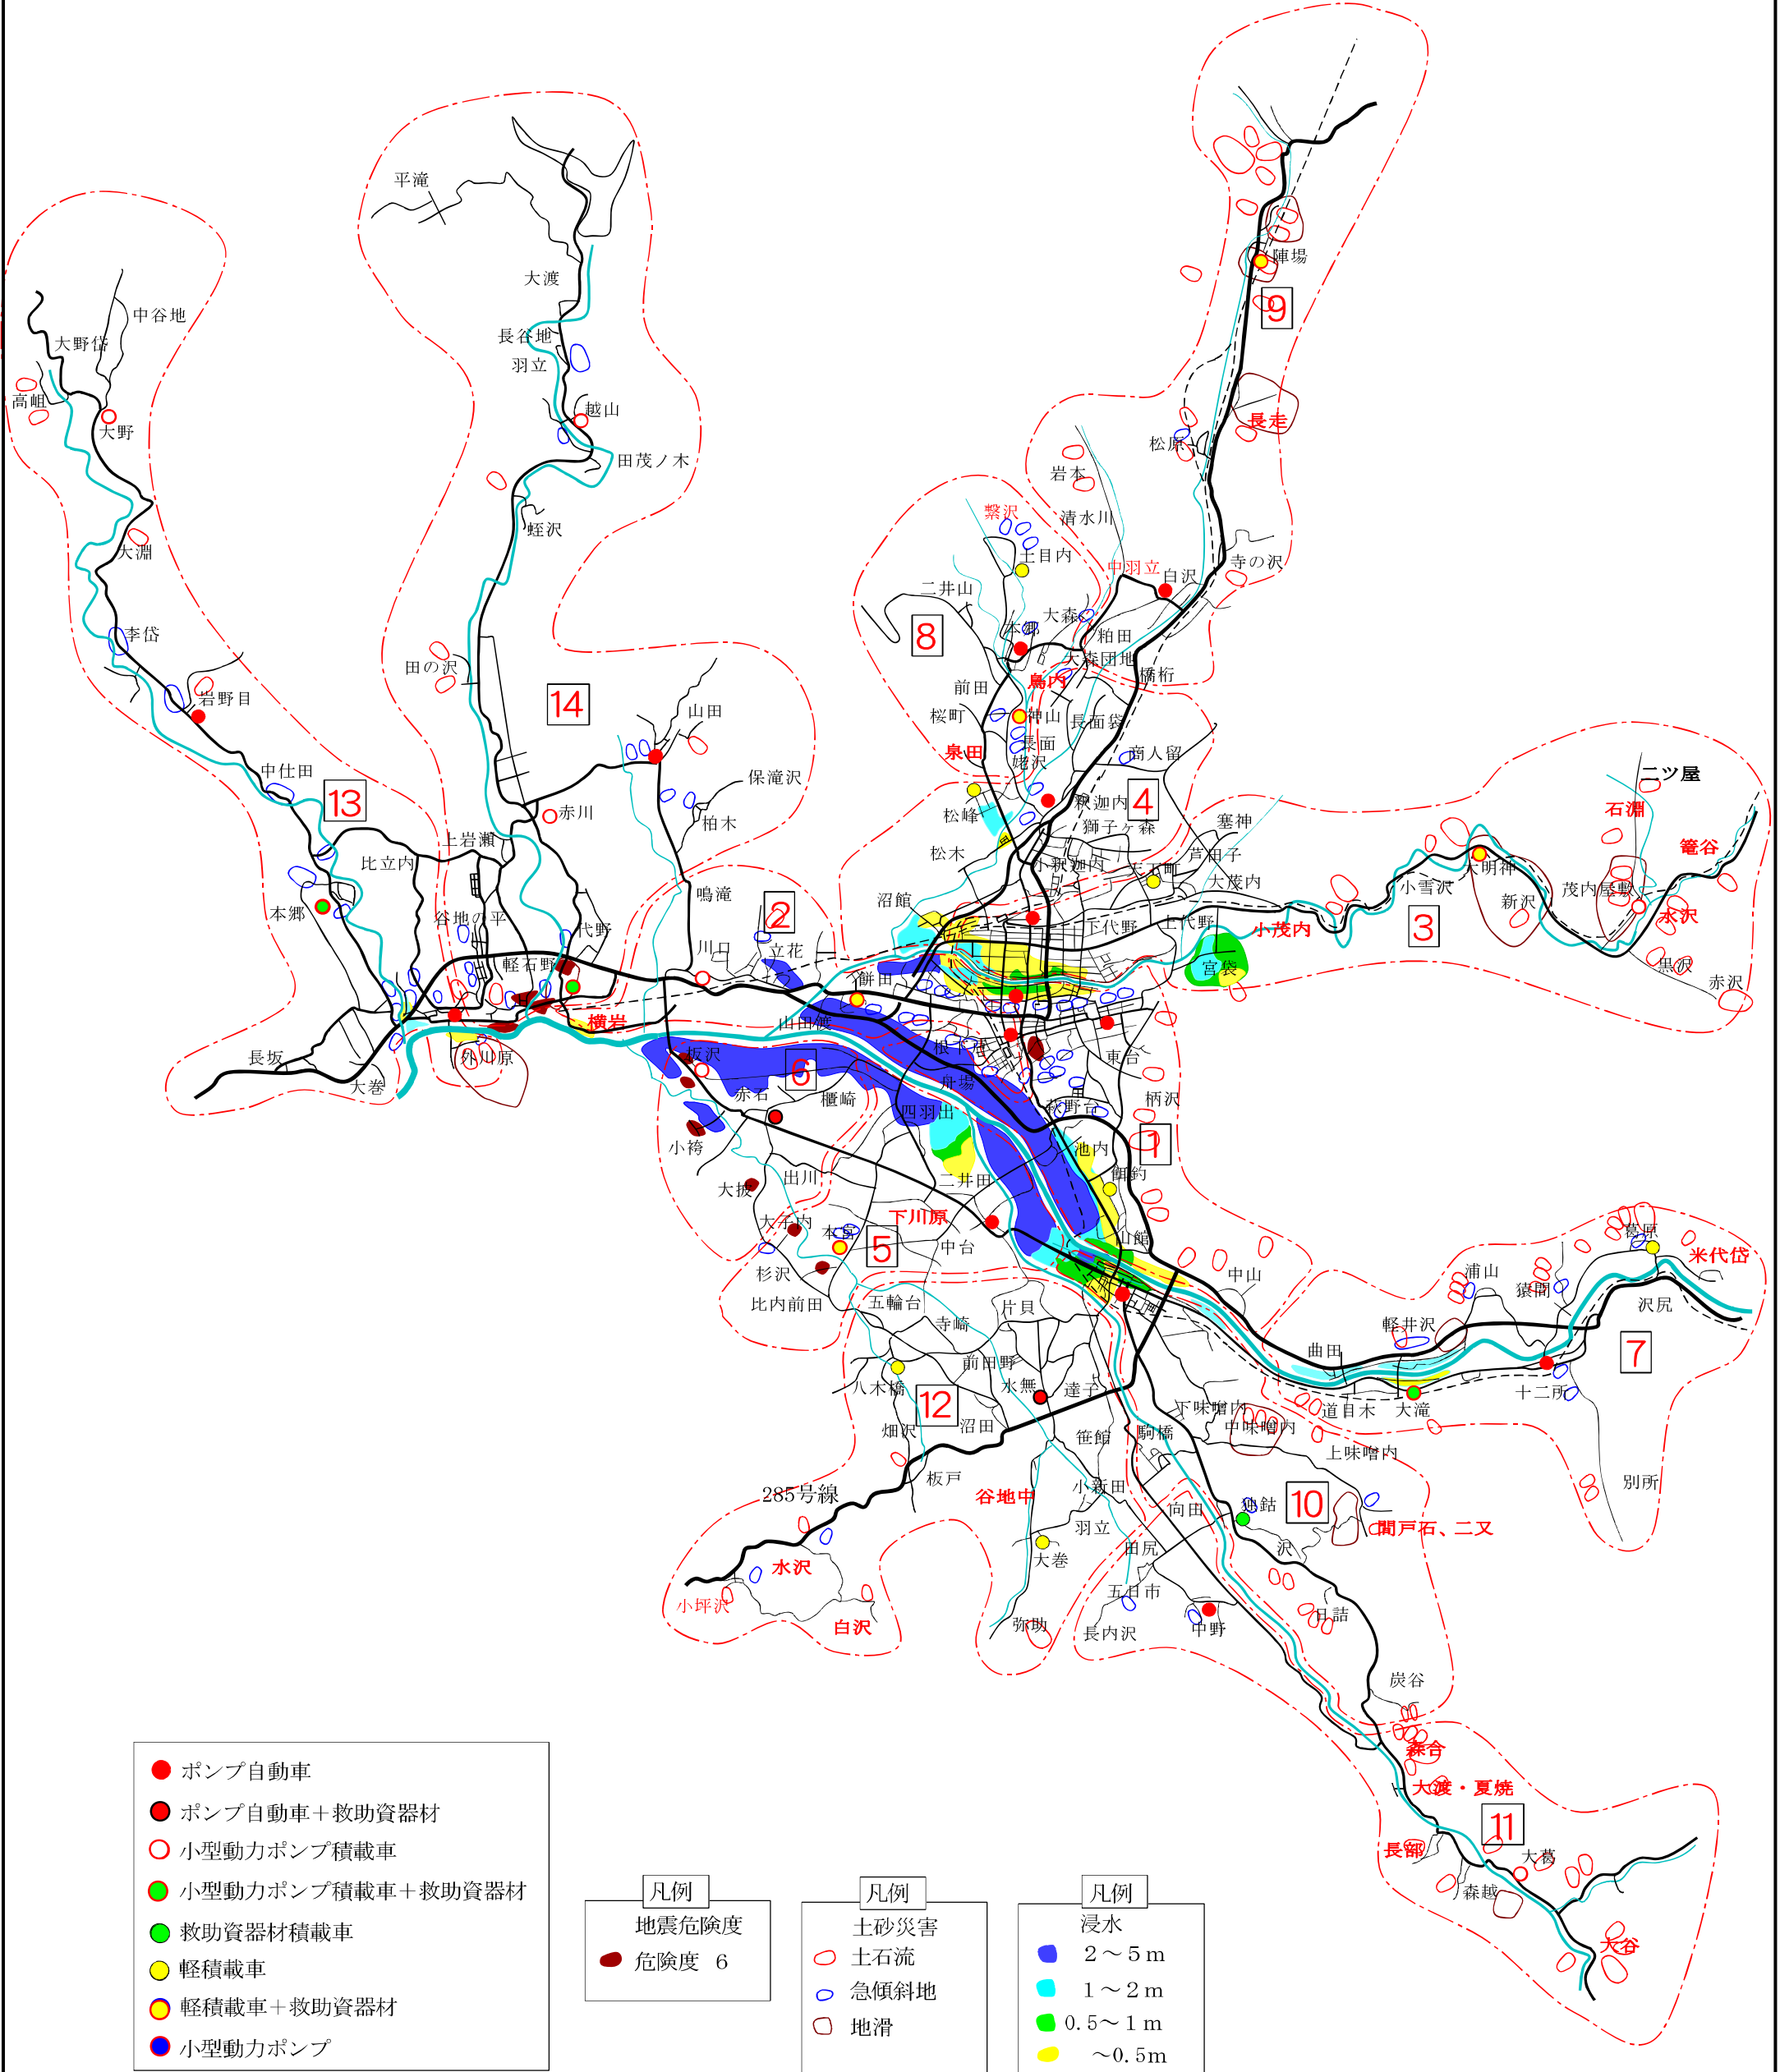 平滝
大渡
中谷地
大野岱
長谷地
羽立
高岨
大野
越山
田茂ノ木
蛭沢
大淵
李岱
岩野目
田の沢
14
山田
中仕田
13
保滝沢
赤川
柏木
上岩瀬
比立内
本郷
谷地の平
代野
軽石野
鳴滝
2
川口
立花
餅田
横岩
外川原
長坂
大巻
山田渡
板沢
6
赤石
櫃崎
小袴
陣場
9
長走
松原
岩本
清水川
繋沢
土目内
中羽立
白沢
寺の沢
二井山
大森
本郷
8
粕田
大森団地
鳥内
橋桁
前田
桜町
神山
長面袋
長面
泉田
姥沢
商人留
松峰
釈迦内
4
獅子ヶ森
塞神
松木
小釈迦内
芦田子
天下町
大茂内
沼館
下代野
上代野
小茂内
宮袋
3
小雪沢
大明神
新沢
茂内屋敷
二ツ屋
石淵
篭谷
水沢
黒沢
赤沢
根下戸
東台
舟場
四羽出
萩野台
柄沢
1
池内
餌釣
二井田
大披
出川
下川原
大子内
本宮
5
中台
山館
杉沢
比内前田
五輪台
片貝
寺崎
中山
前田野
八木橋
水無
達子
12
畑沢
沼田
板戸
笹館
駒橋
下味噌内
中味噌内
上味噌内
285号線
谷地中
小新田
羽立
向田
独鈷
10
間戸石、二又
大巻
田尻
沢
水沢
五日市
小坪沢
白沢
弥助
長内沢
中野
日詰
浦山
葛原
米代岱
猿間
沢尻
軽井沢
曲田
7
道目木
大滝
十二所
別所
炭谷
森合
大渡・夏焼
11
長部
大葛
森越
大谷
ポンプ自動車
ポンプ自動車＋救助資器材
小型動力ポンプ積載車
小型動力ポンプ積載車＋救助資器材
救助資器材積載車
軽積載車
軽積載車＋救助資器材
小型動力ポンプ
凡例
地震危険度
危険度 6
凡例
土砂災害
土石流
急傾斜地
地滑
凡例
浸水
2～5m
1～2m
0.5～1m
～0.5m